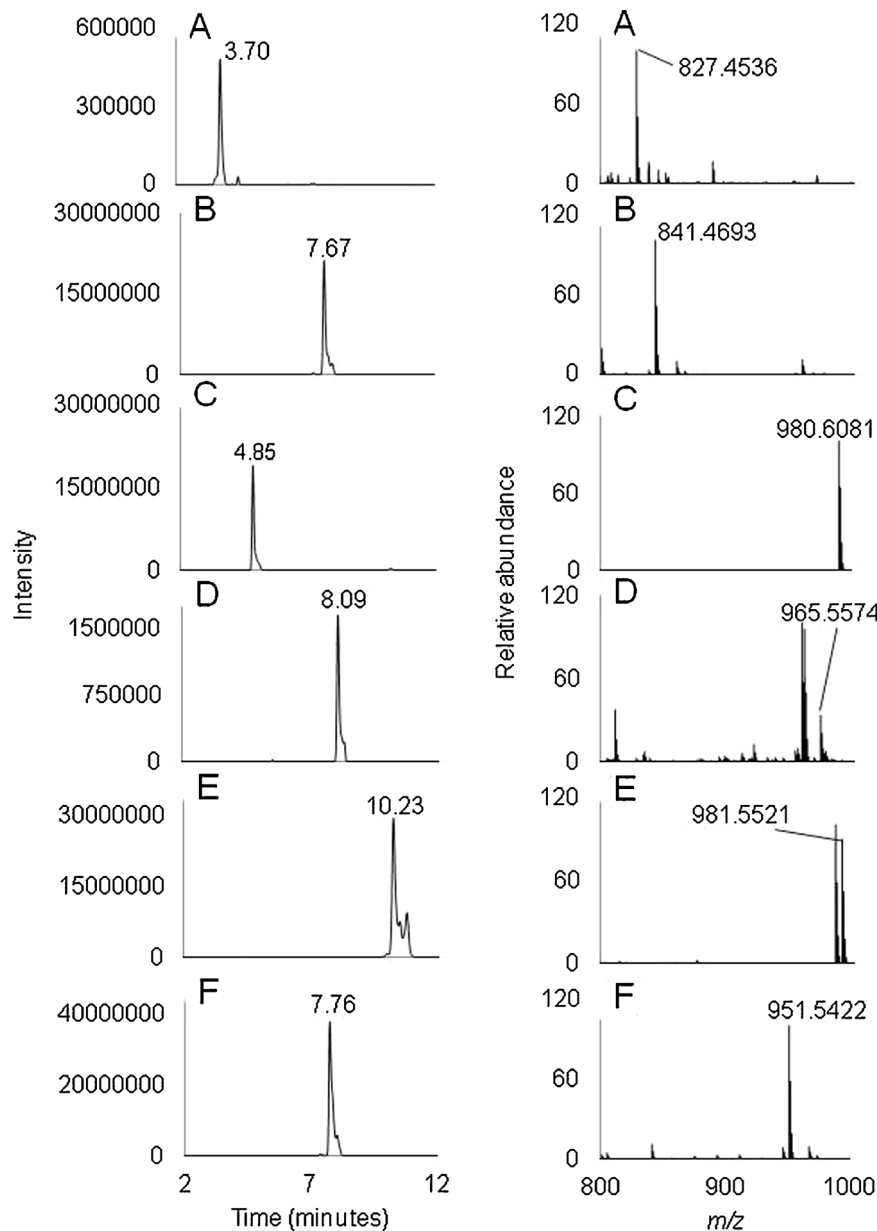 A
600000
300000
0
3.70
B
30000000
15000000
0
7.67
C
30000000
15000000
0
4.85
D
1500000
750000
0
8.09
E
30000000
15000000
0
10.23
F
40000000
20000000
0
7.76
2 7 12
Time (minutes)
Intensity
A
120
60
0
827.4536
B
120
60
0
841.4693
C
120
60
0
980.6081
D
120
60
0
965.5574
E
120
60
0
981.5521
F
120
60
0
951.5422
800 900 1000
m/z
Relative abundance